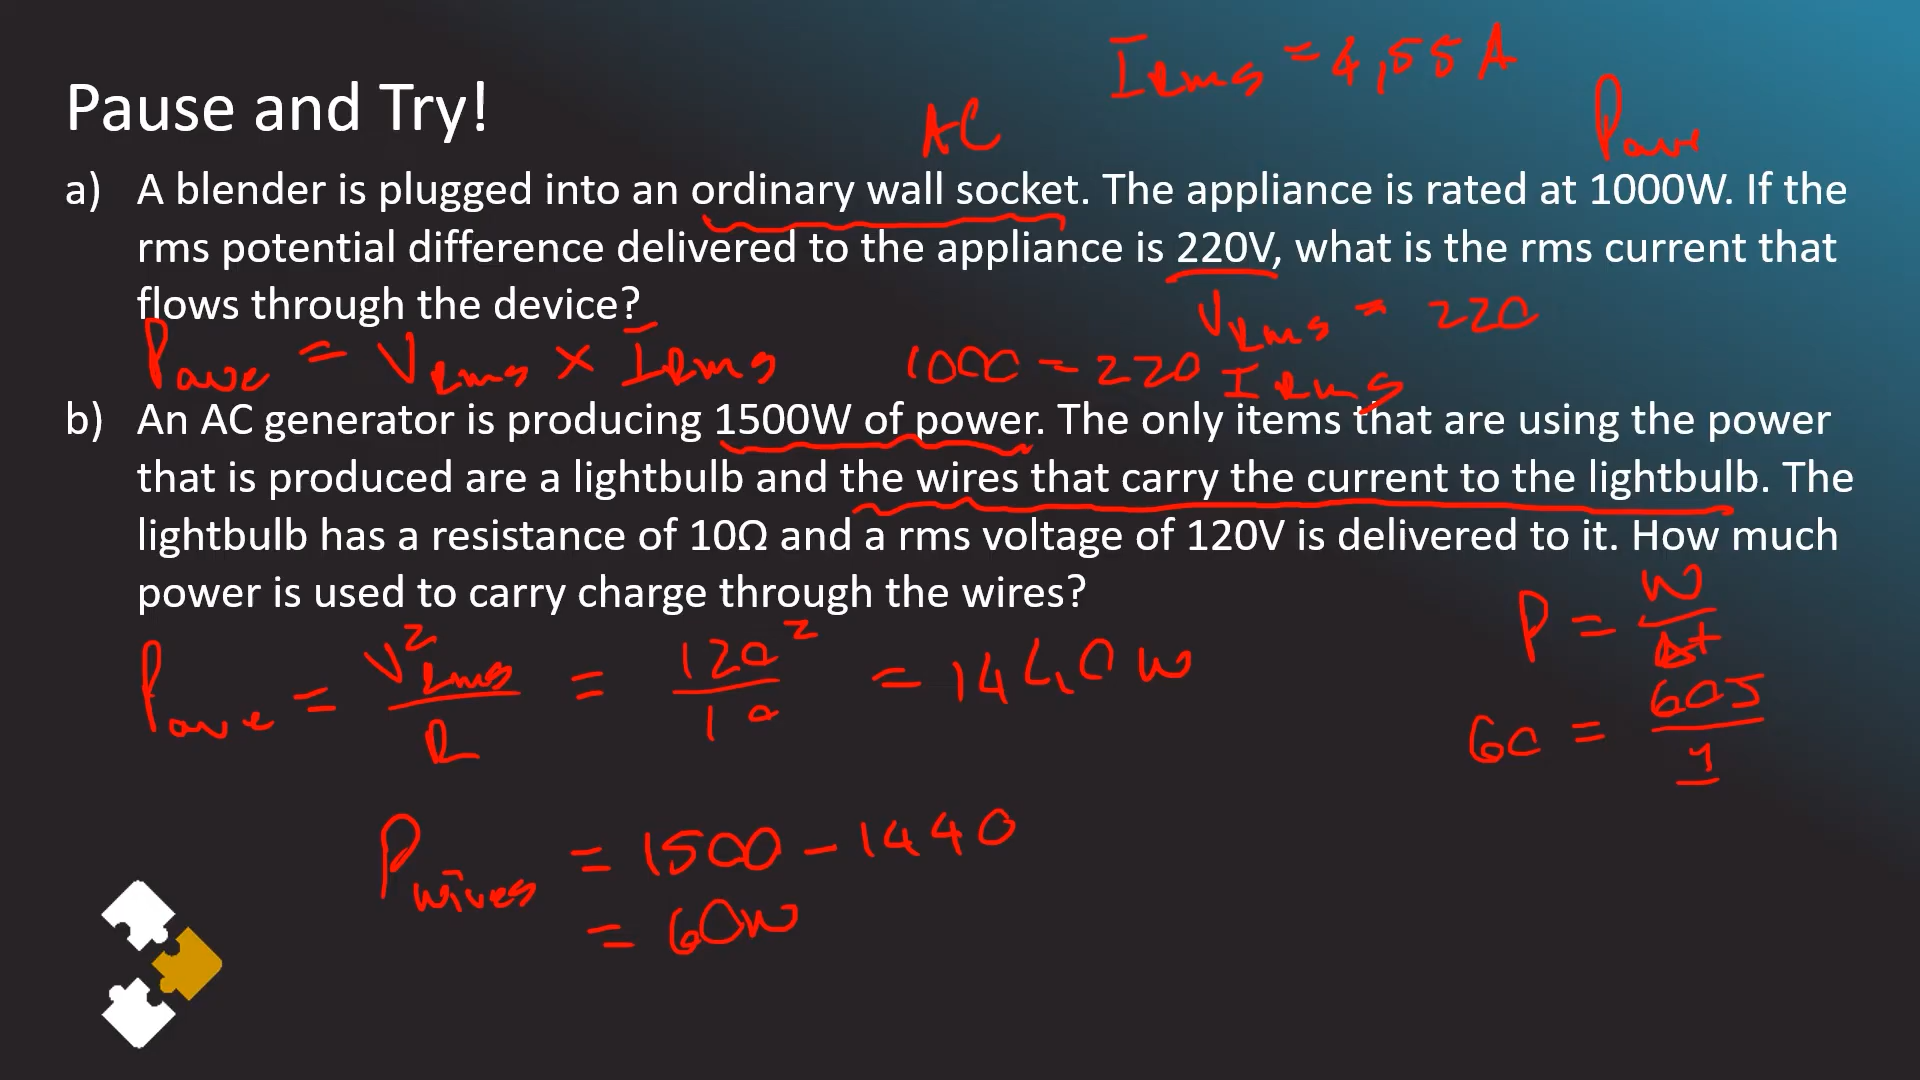 I RMS = 4,55 A
Pause and Try!
AC
Pave
a) A blender is plugged into an ordinary wall socket. The appliance is rated at 1000W. If the
rms potential difference delivered to the appliance is 220V, what is the rms current that
flows through the device?
VRMS = 220
Pave = VRMS × IRMS
1000 = 220 IRMS
b) An AC generator is producing 1500W of power. The only items that are using the power
that is produced are a lightbulb and the wires that carry the current to the lightbulb. The
lightbulb has a resistance of 10Ω and a rms voltage of 120V is delivered to it. How much
power is used to carry charge through the wires?
P = W/Δt
Pave = V²RMS/R = 120²/10 = 1440 W
60 = 60J/1
Pwires = 1500 - 1440
= 60W